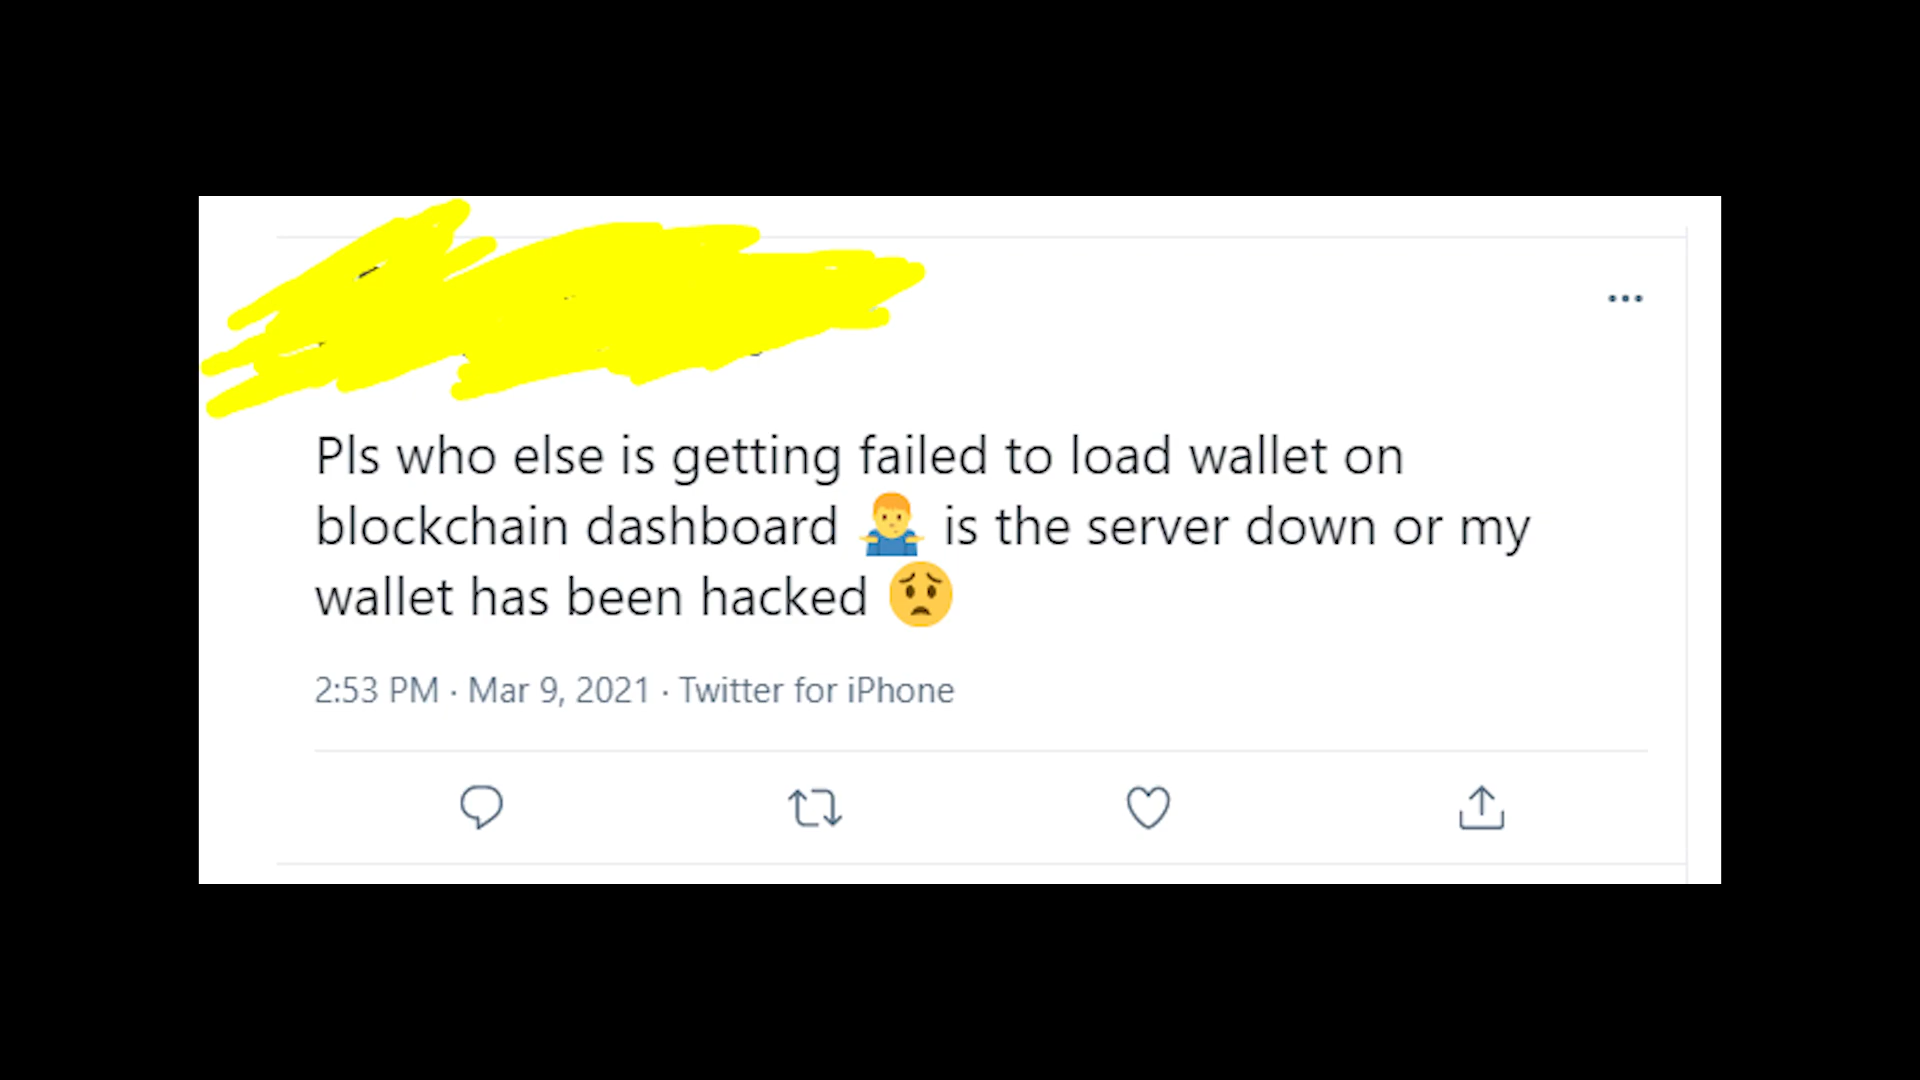 Pls who else is getting failed to load wallet on
blockchain dashboard 🤷‍♂️ is the server down or my
wallet has been hacked 😟
2:53 PM · Mar 9, 2021 · Twitter for iPhone